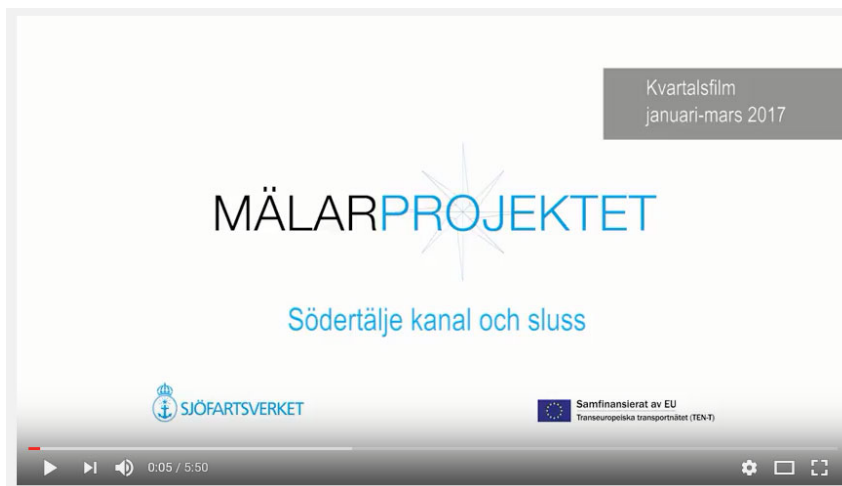 Kvartalsfilm
januari-mars 2017
MÄLARPROJEKTET
Södertälje kanal och sluss
SJÖFARTSVERKET
Samfinansierat av EU
Transeuropeiska transportnätet (TEN-T)
0:05 / 5:50